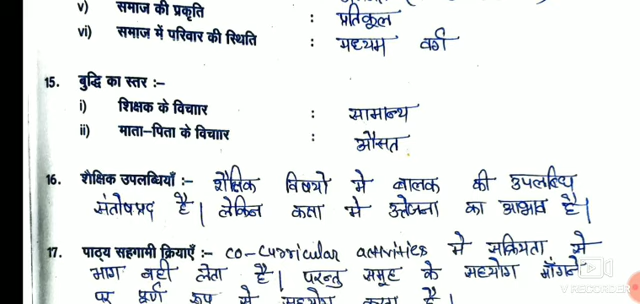 v) समाज की प्रकृति : प्रतिकूल
vi) समाज में परिवार की स्थिति : मध्यम वर्ग
15. बुद्धि का स्तर :–
i) शिक्षक के विचाार : सामान्य
ii) माता–पिता के विचाार : औसत
16. शैक्षिक उपलब्धियाँ :– शैक्षिक विषयो मे बालक की उपलब्धि
संतोषप्रद है। लेकिन कक्षा मे उत्तेजना का आभाव है।
17. पाठ्य सहगामी क्रियाएँ :– co-curricular activities मे सक्रियता से
भाग नही लेता है। परन्तु समूह के सहयोग माँगने
पर पूर्ण रूप से सहयोग करता है।
V RECORDER